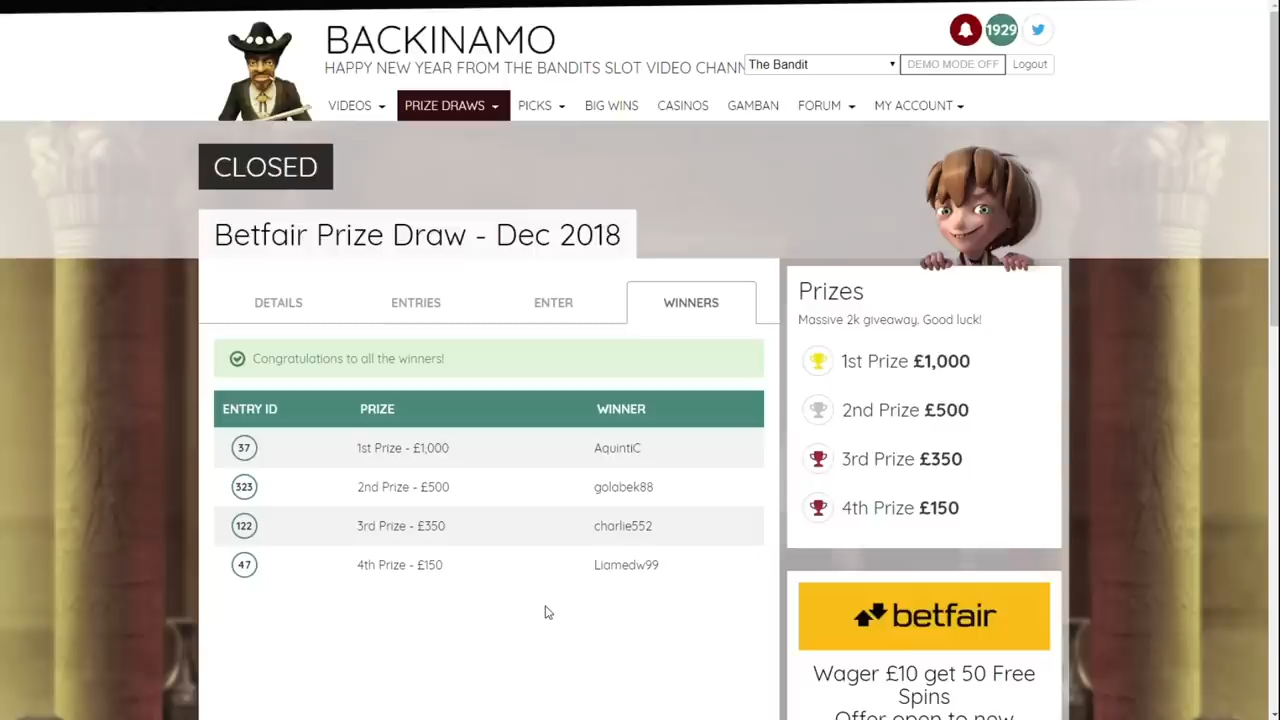 BACKINAMO
HAPPY NEW YEAR FROM THE BANDITS SLOT VIDEO CHANN
1929
The Bandit
DEMO MODE OFF
Logout
VIDEOS PRIZE DRAWS PICKS BIG WINS CASINOS GAMBAN FORUM MY ACCOUNT
CLOSED
Betfair Prize Draw - Dec 2018
DETAILS ENTRIES ENTER WINNERS
Congratulations to all the winners!
ENTRY ID PRIZE WINNER
37 1st Prize - £1,000 AquintiC
323 2nd Prize - £500 golabek88
122 3rd Prize - £350 charlie552
47 4th Prize - £150 Liamedw99
Prizes
Massive 2k giveaway. Good luck!
1st Prize £1,000
2nd Prize £500
3rd Prize £350
4th Prize £150
betfair
Wager £10 get 50 Free
Spins
Offer open to new